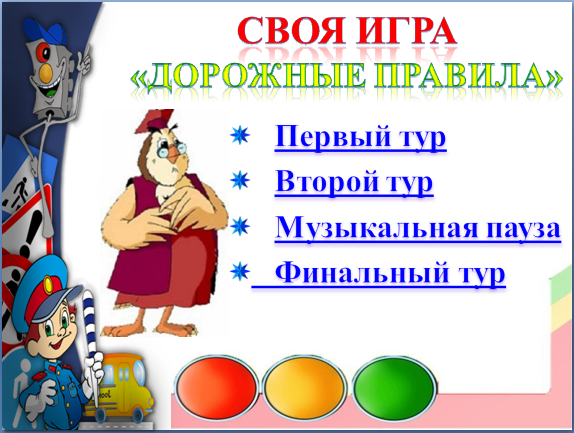 СВОЯ ИГРА
«ДОРОЖНЫЕ ПРАВИЛА»
Первый тур
Второй тур
Музыкальная пауза
Финальный тур